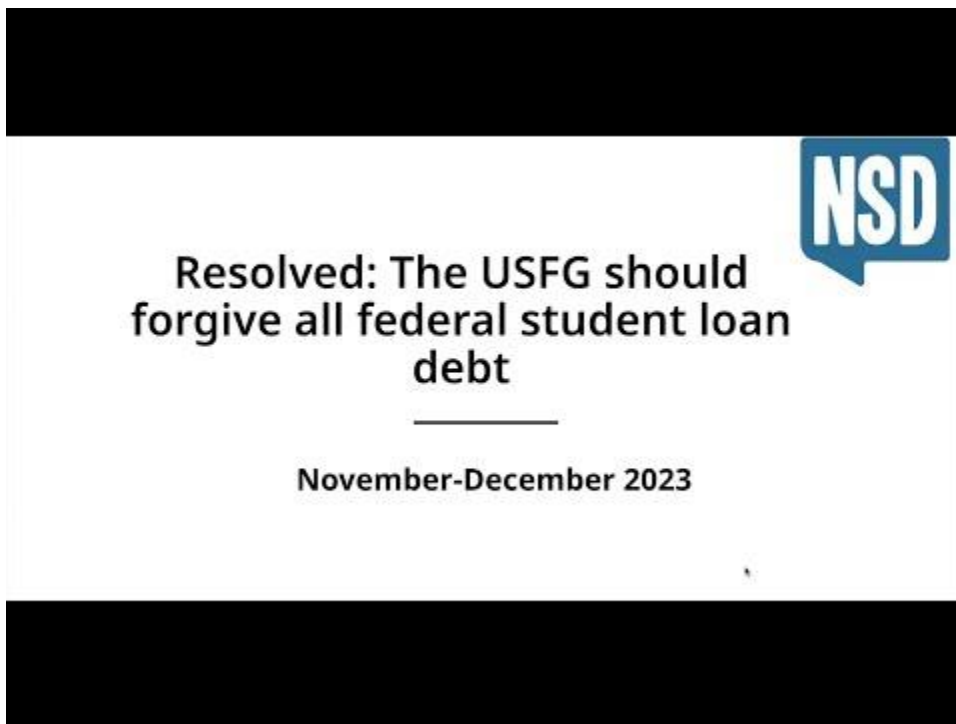 NSD
Resolved: The USFG should
forgive all federal student loan
debt
November-December 2023